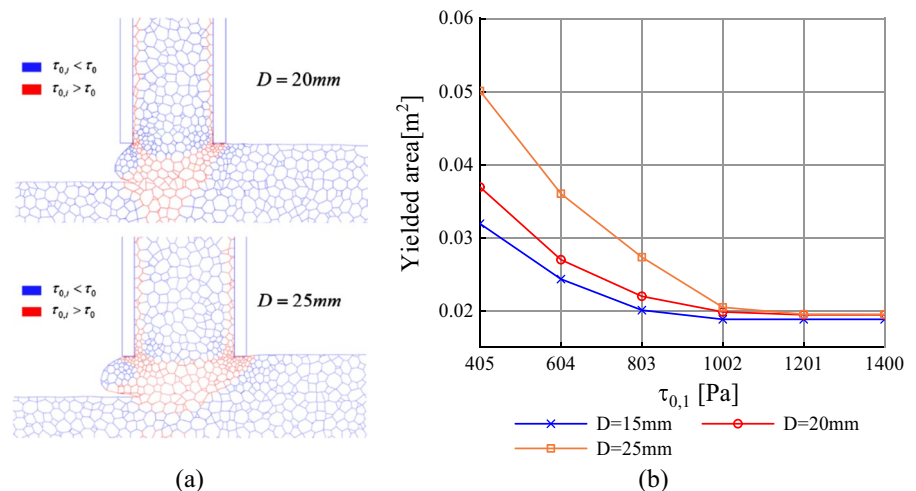 τ₀,ᵢ < τ₀
τ₀,ᵢ > τ₀
D = 20mm
τ₀,ᵢ < τ₀
τ₀,ᵢ > τ₀
D = 25mm
(a)
Yielded area[m²]
0.06
0.05
0.04
0.03
0.02
405 604 803 1002 1201 1400
τ₀,₁ [Pa]
D=15mm D=20mm
D=25mm
(b)